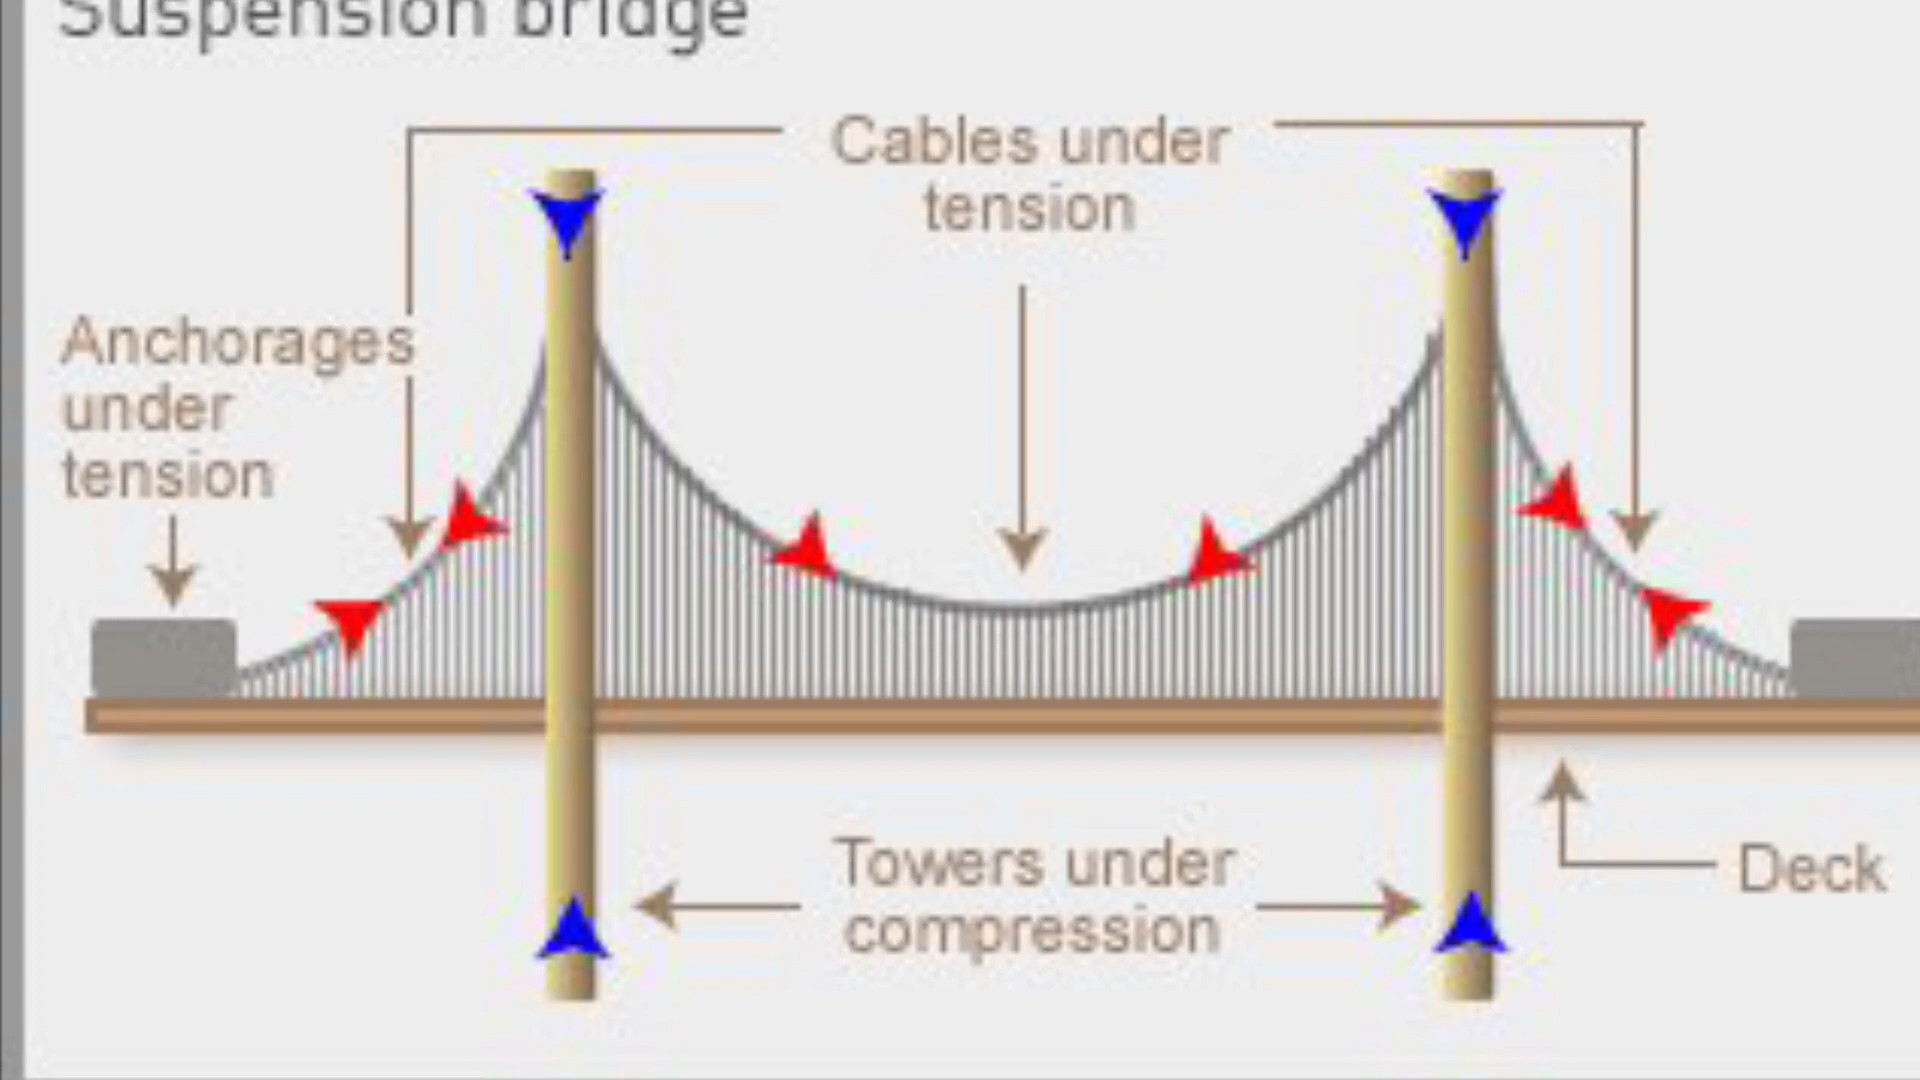 Suspension bridge
Cables under
tension
Anchorages
under
tension
Towers under
compression
Deck